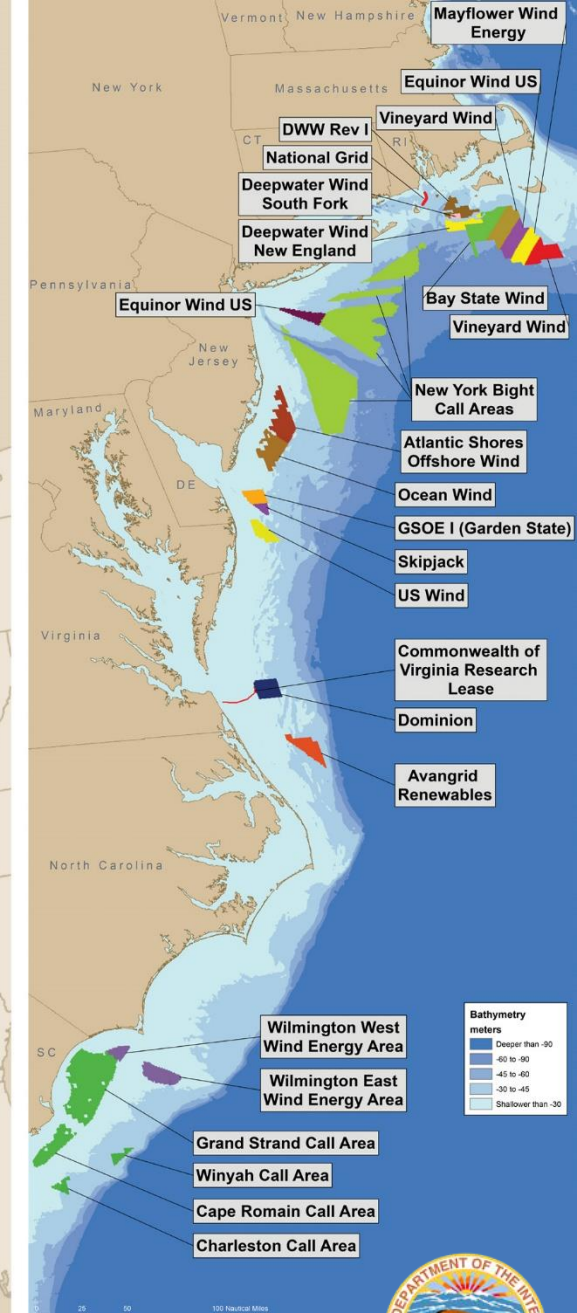 Vermont
New Hampshire
Mayflower Wind
Energy
New York
Massachusetts
Equinor Wind US
Vineyard Wind
DWW Rev I
CT
RI
National Grid
Deepwater Wind
South Fork
Deepwater Wind
New England
Pennsylvania
Equinor Wind US
Bay State Wind
Vineyard Wind
New
Jersey
New York Bight
Call Areas
Maryland
Atlantic Shores
Offshore Wind
DE
Ocean Wind
GSOE I (Garden State)
Skipjack
US Wind
Virginia
Commonwealth of
Virginia Research
Lease
Dominion
Avangrid
Renewables
North Carolina
Bathymetry
meters
Deeper than -90
-60 to -90
-45 to -60
-30 to -45
Shallower than -30
SC
Wilmington West
Wind Energy Area
Wilmington East
Wind Energy Area
Grand Strand Call Area
Winyah Call Area
Cape Romain Call Area
Charleston Call Area
DEPARTMENT OF THE INTE
0 25 50 100 Nautical Miles